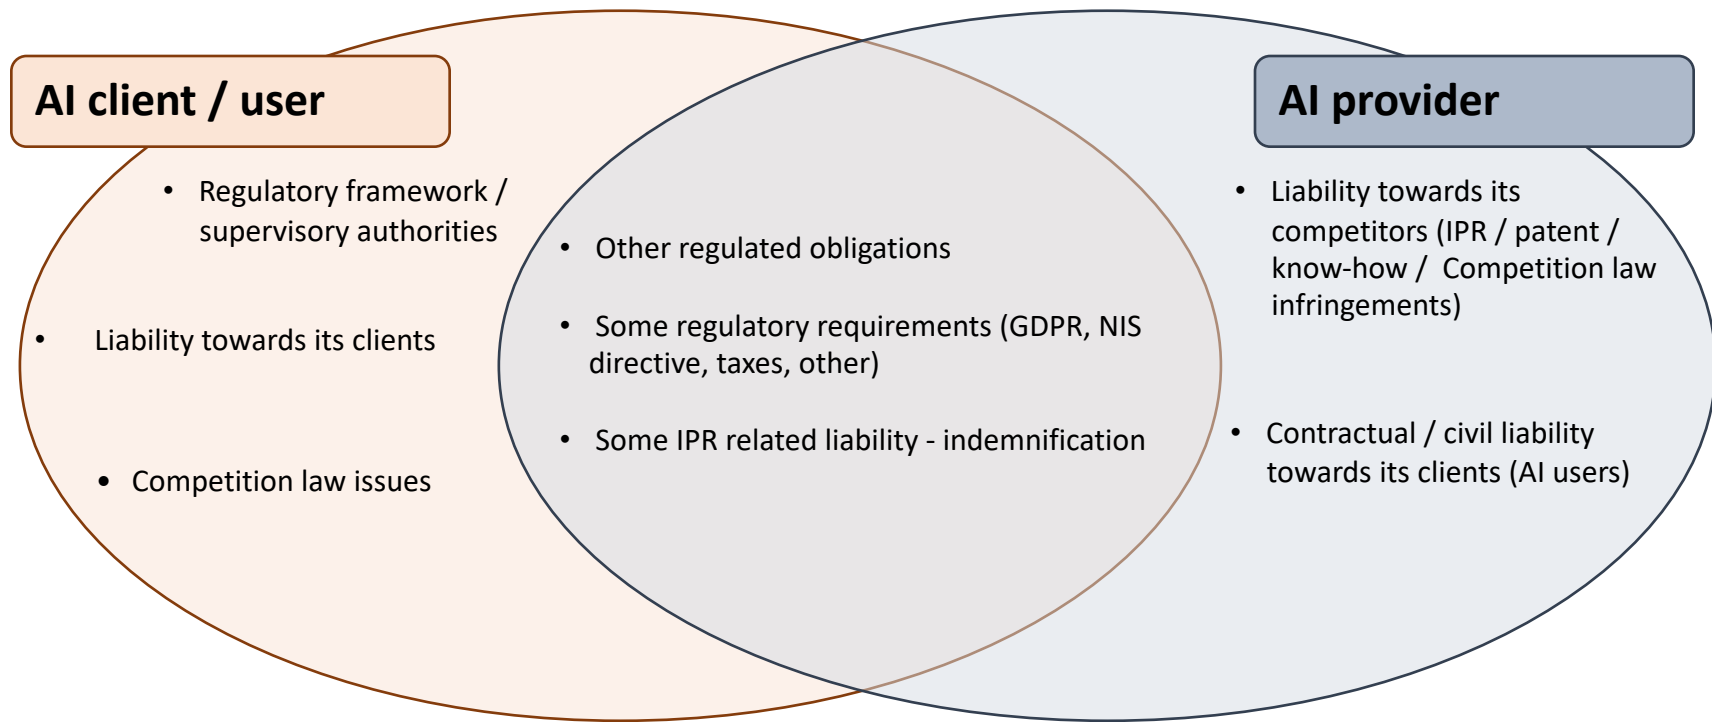 AI client / user
• Regulatory framework /
supervisory authorities
• Liability towards its clients
• Competition law issues
• Other regulated obligations
• Some regulatory requirements (GDPR, NIS
directive, taxes, other)
• Some IPR related liability - indemnification
AI provider
• Liability towards its
competitors (IPR / patent /
know-how / Competition law
infringements)
• Contractual / civil liability
towards its clients (AI users)